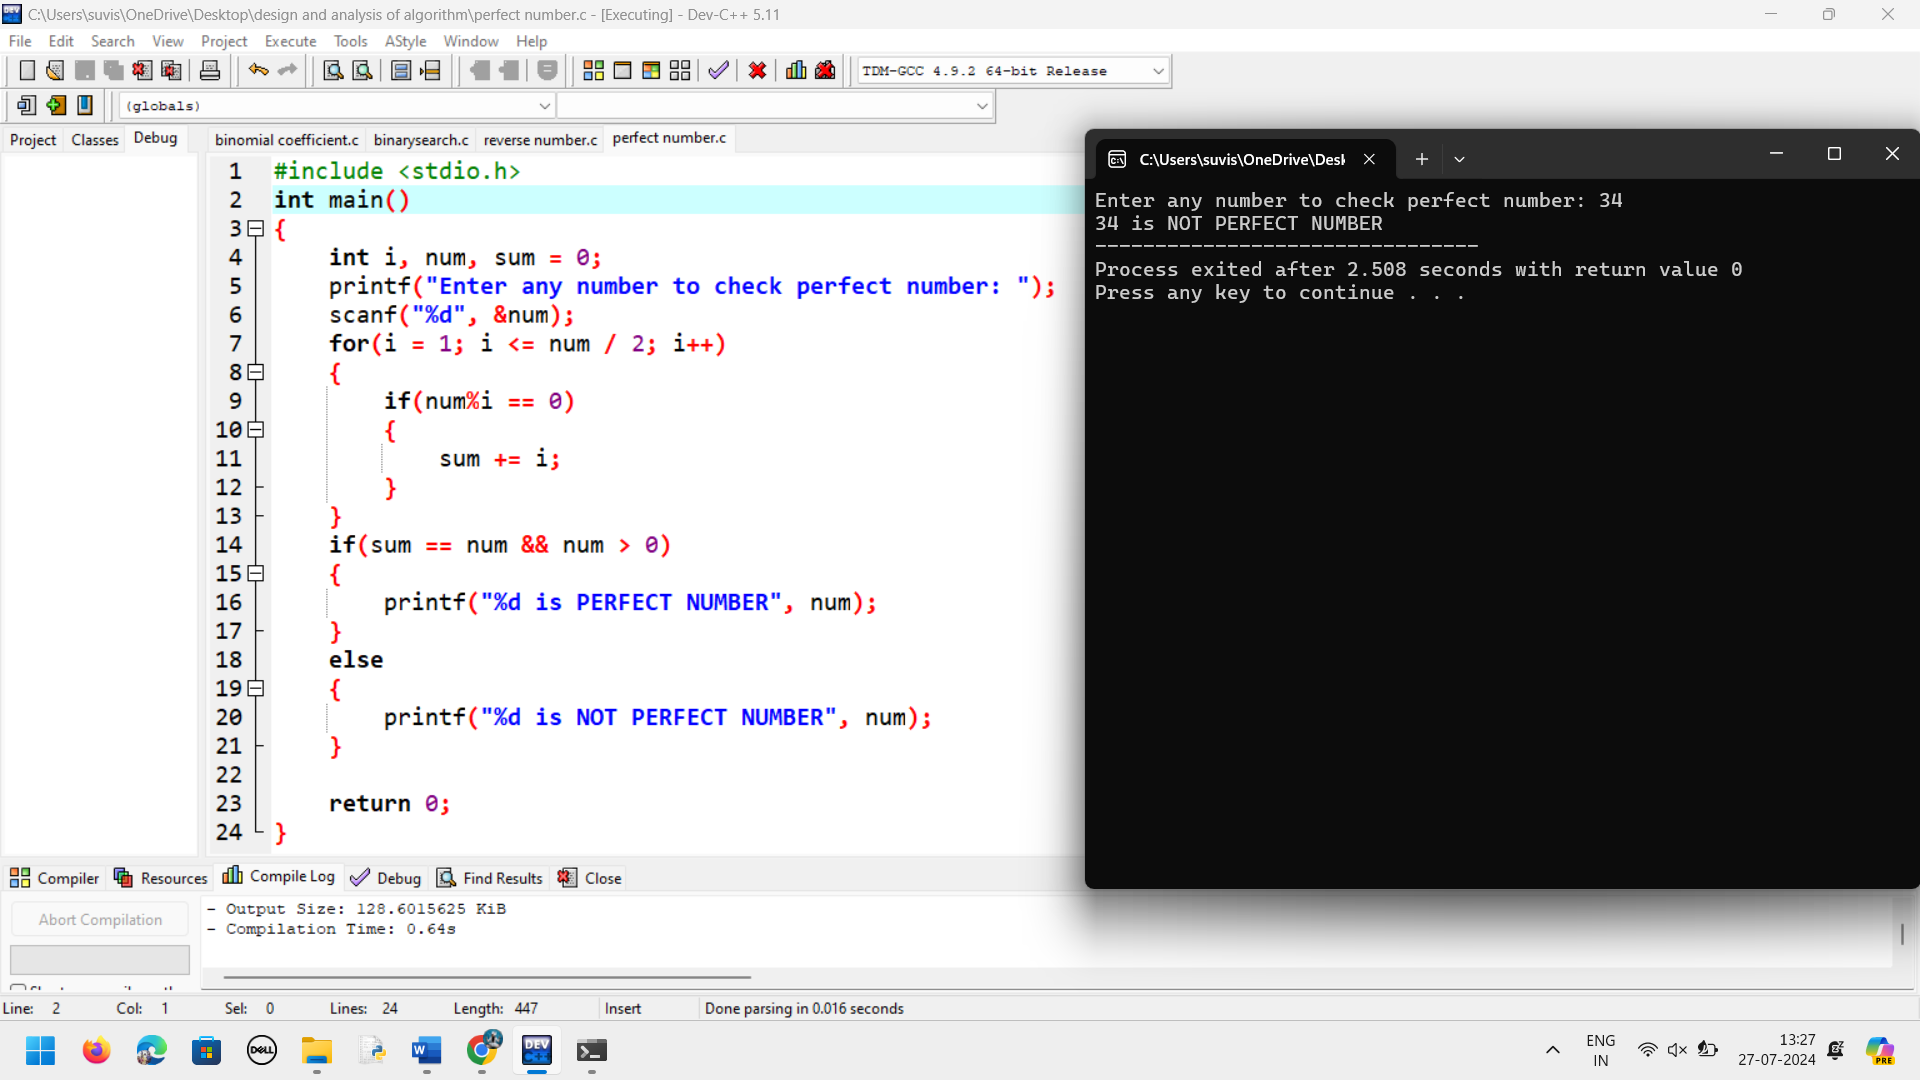 C:\Users\suvis\OneDrive\Desktop\design and analysis of algorithm\perfect number.c - [Executing] - Dev-C++ 5.11
File Edit Search View Project Execute Tools AStyle Window Help
TDM-GCC 4.9.2 64-bit Release
(globals)
Project Classes Debug
binomial coefficient.c binarysearch.c reverse number.c perfect number.c
1 #include <stdio.h>
2 int main()
3 {
4 int i, num, sum = 0;
5 printf("Enter any number to check perfect number: ");
6 scanf("%d", &num);
7 for(i = 1; i <= num / 2; i++)
8 {
9 if(num%i == 0)
10 {
11 sum += i;
12 }
13 }
14 if(sum == num && num > 0)
15 {
16 printf("%d is PERFECT NUMBER", num);
17 }
18 else
19 {
20 printf("%d is NOT PERFECT NUMBER", num);
21 }
22
23 return 0;
24 }
C:\Users\suvis\OneDrive\Desk
Enter any number to check perfect number: 34
34 is NOT PERFECT NUMBER
--------------------------------
Process exited after 2.508 seconds with return value 0
Press any key to continue . . .
Compiler Resources Compile Log Debug Find Results Close
Abort Compilation
- Output Size: 128.6015625 KiB
- Compilation Time: 0.64s
Line: 2 Col: 1 Sel: 0 Lines: 24 Length: 447 Insert Done parsing in 0.016 seconds
DELL
DEV
C++
ENG
IN
13:27
27-07-2024
PRE